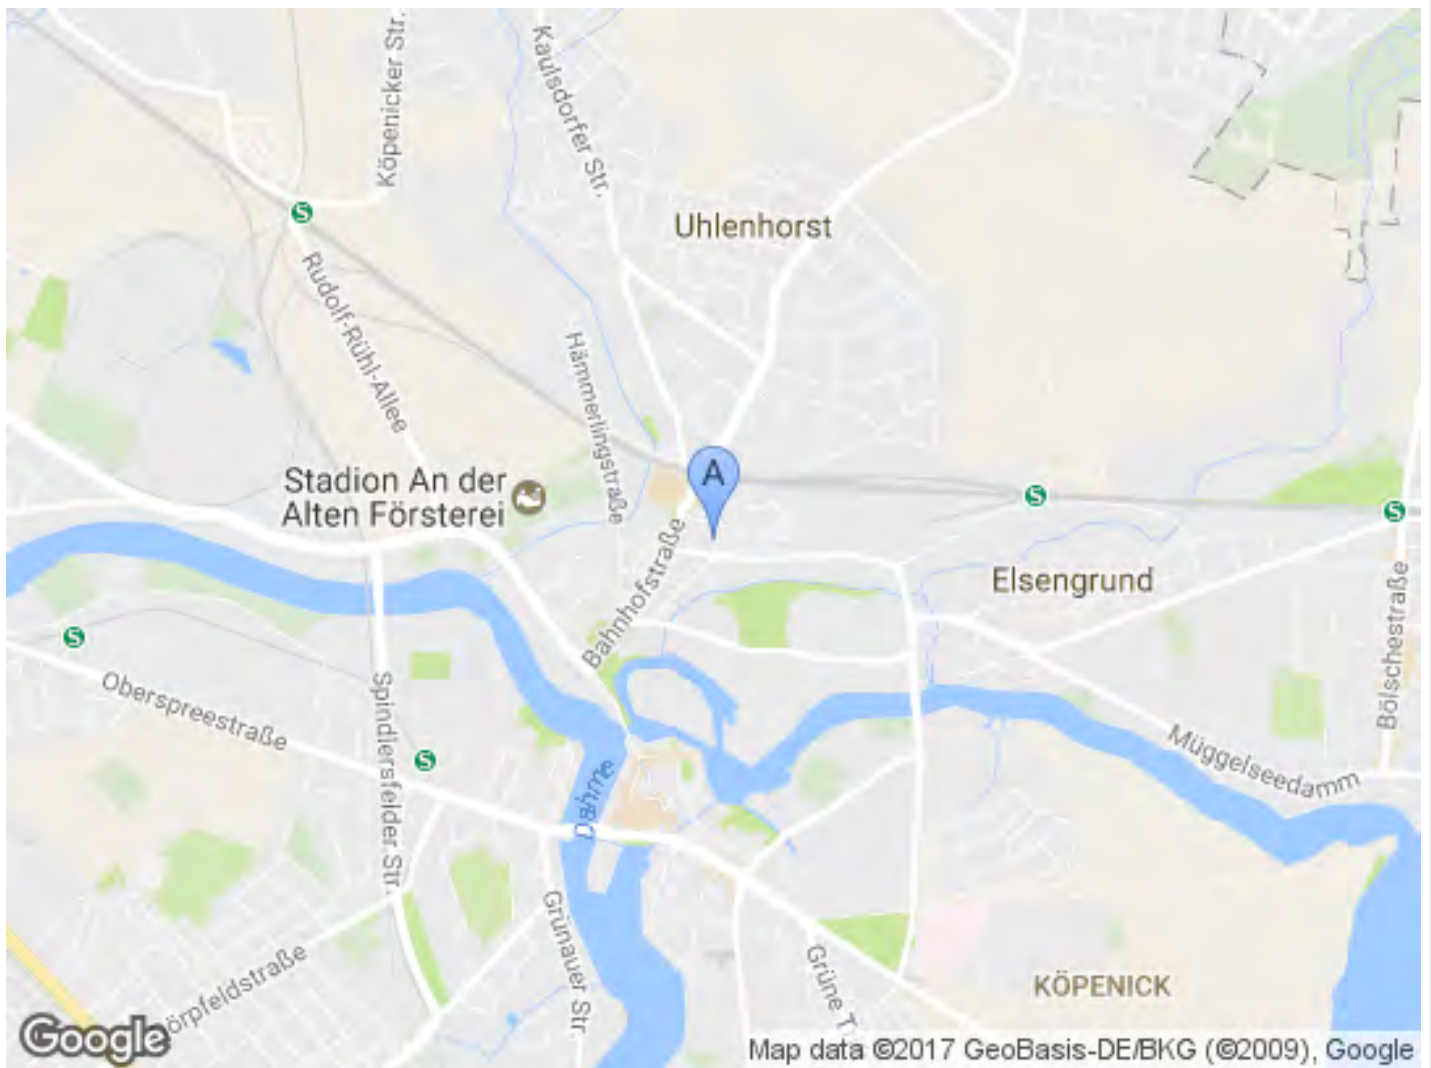 Köpenicker Str.
Kaulsdorfer Str.
Uhlenhorst
S
Rudolf-Rühl-Allee
Hämmerlingstraße
A
Stadion An der
Alten Försterei
S
S
Bahnhofstraße
Elsengrund
Bölschestraße
S
Oberspreestraße
Spindlersfelder Str.
S
Müggelseedamm
Dahme
Grünauer Str.
Grüne T
örpfeldstraße
KÖPENICK
Google
Map data ©2017 GeoBasis-DE/BKG (©2009), Google